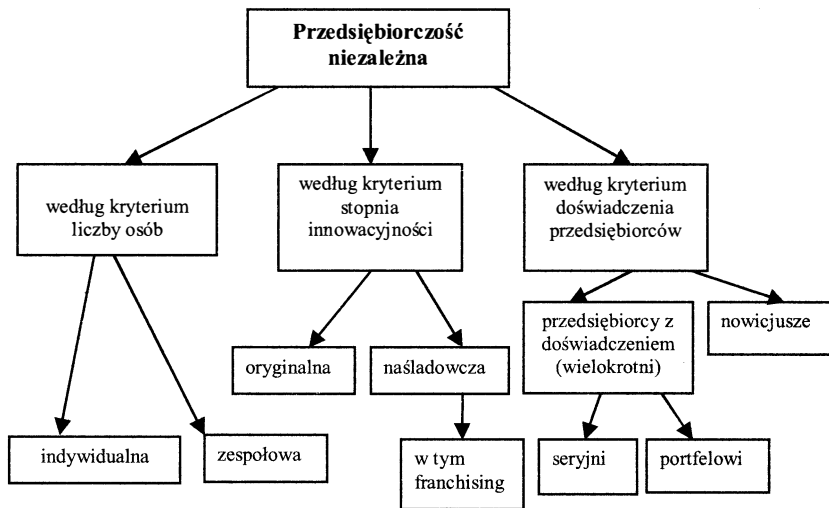 Przedsiębiorczość
niezależna
według kryterium
liczby osób
według kryterium
stopnia
innowacyjności
według kryterium
doświadczenia
przedsiębiorców
przedsiębiorcy z
doświadczeniem
(wielokrotni)
nowicjusze
oryginalna
naśladowcza
indywidualna
zespołowa
w tym
franchising
seryjni
portfelowi